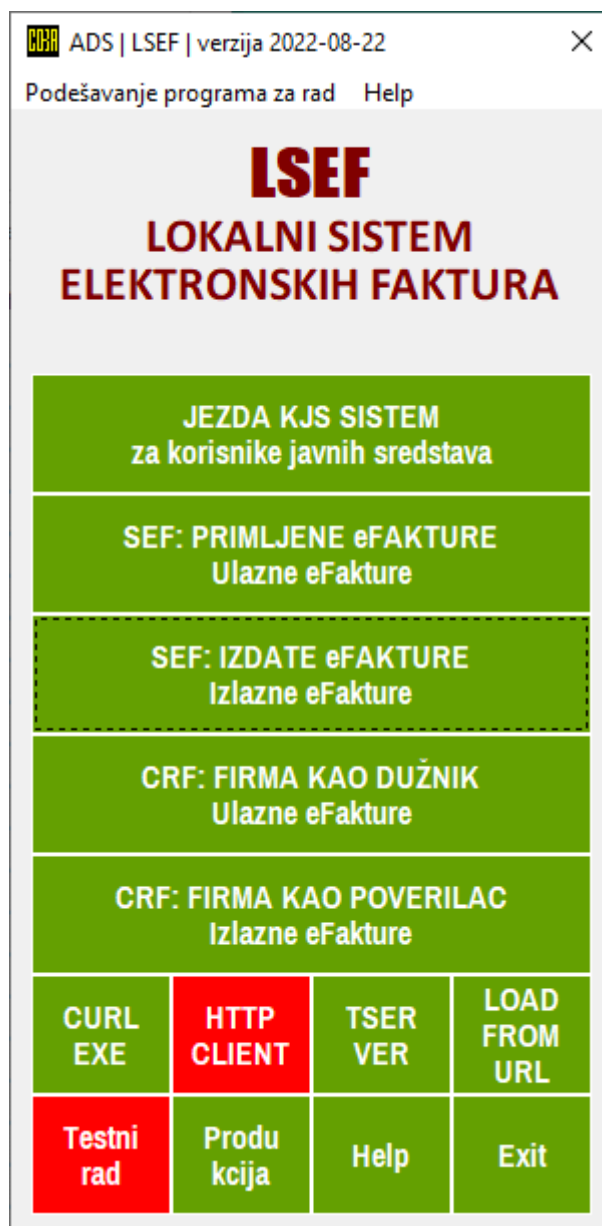 ADS | LSEF | verzija 2022-08-22
Podešavanje programa za rad Help
LSEF
LOKALNI SISTEM
ELEKTRONSKIH FAKTURA
JEZDA KJS SISTEM
za korisnike javnih sredstava
SEF: PRIMLJENE eFAKTURE
Ulazne eFakture
SEF: IZDATE eFAKTURE
Izlazne eFakture
CRF: FIRMA KAO DUŽNIK
Ulazne eFakture
CRF: FIRMA KAO POVERILAC
Izlazne eFakture
CURL
EXE
HTTP
CLIENT
TSER
VER
LOAD
FROM
URL
Testni
rad
Produ
kcija
Help
Exit